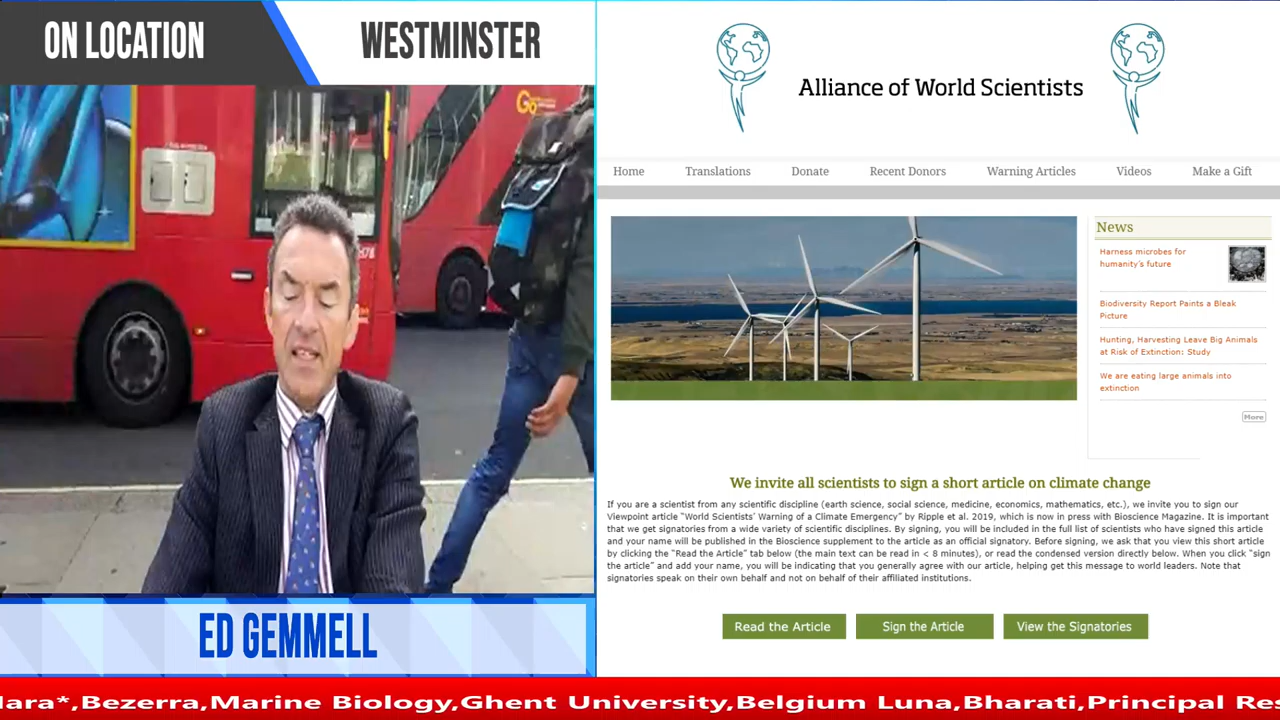 ON LOCATION
WESTMINSTER
Go
ED GEMMELL
Alliance of World Scientists
Home Translations Donate Recent Donors Warning Articles Videos Make a Gift
News
Harness microbes for
humanity's future
Biodiversity Report Paints a Bleak
Picture
Hunting, Harvesting Leave Big Animals
at Risk of Extinction: Study
We are eating large animals into
extinction
More
We invite all scientists to sign a short article on climate change
If you are a scientist from any scientific discipline (earth science, social science, medicine, economics, mathematics, etc.), we invite you to sign our
Viewpoint article "World Scientists' Warning of a Climate Emergency" by Ripple et al. 2019, which is now in press with Bioscience Magazine. It is important
that we get signatories from a wide variety of scientific disciplines. By signing, you will be included in the full list of scientists who have signed this article
and your name will be published in the Bioscience supplement to the article as an official signatory. Before signing, we ask that you view this short article
by clicking the "Read the Article" tab below (the main text can be read in < 8 minutes), or read the condensed version directly below. When you click "sign
the article" and add your name, you will be indicating that you generally agree with our article, helping get this message to world leaders. Note that
signatories speak on their own behalf and not on behalf of their affiliated institutions.
Read the Article Sign the Article View the Signatories
Mara*,Bezerra,Marine Biology,Ghent University,Belgium Luna,Bharati,Principal Res